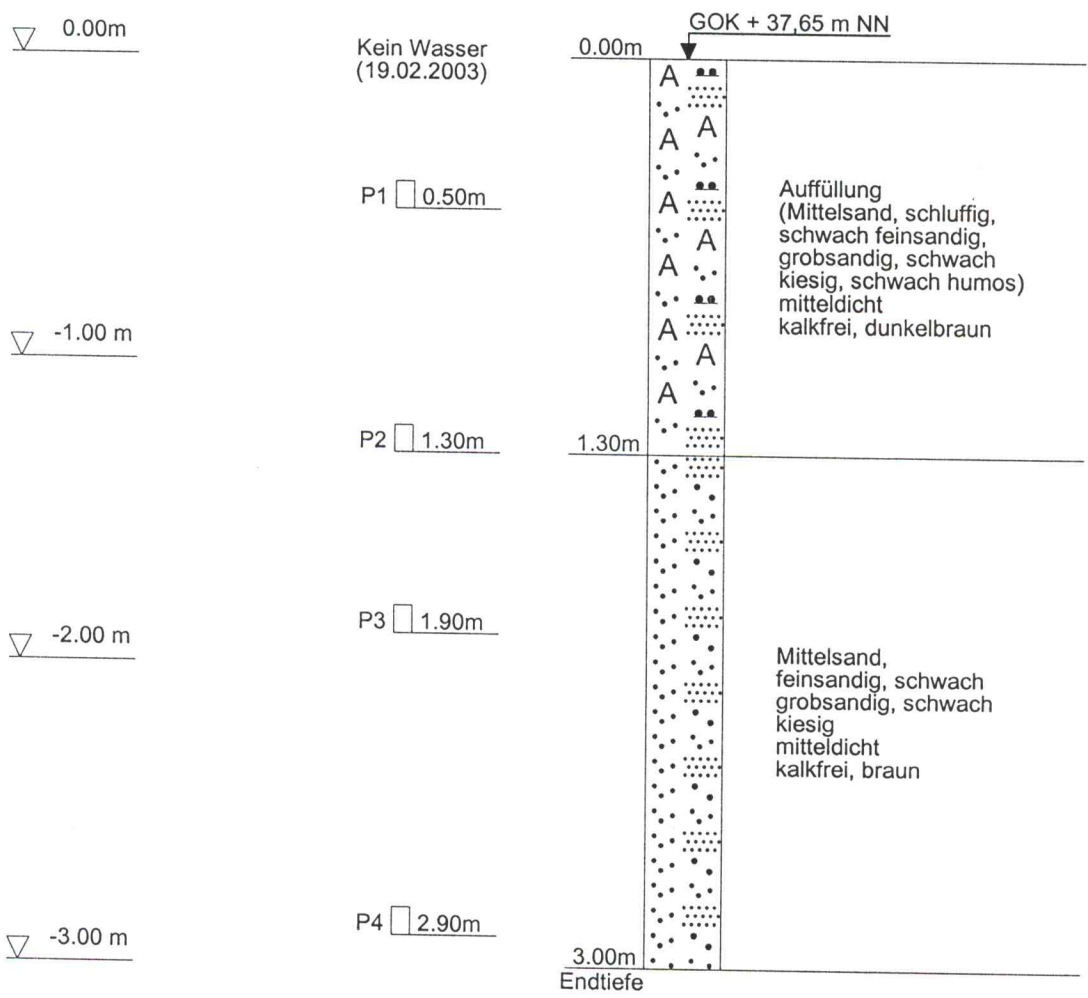 0.00m
Kein Wasser
(19.02.2003)
GOK + 37,65 m NN
0.00m
A
A
A
A
P1 0.50m
A
A
A
A
A
A
Auffüllung
(Mittelsand, schluffig,
schwach feinsandig,
grobsandig, schwach
kiesig, schwach humos)
mitteldicht
kalkfrei, dunkelbraun
-1.00 m
P2 1.30m
1.30m
-2.00 m
P3 1.90m
Mittelsand,
feinsandig, schwach
grobsandig, schwach
kiesig
mitteldicht
kalkfrei, braun
-3.00 m
P4 2.90m
3.00m
Endtiefe